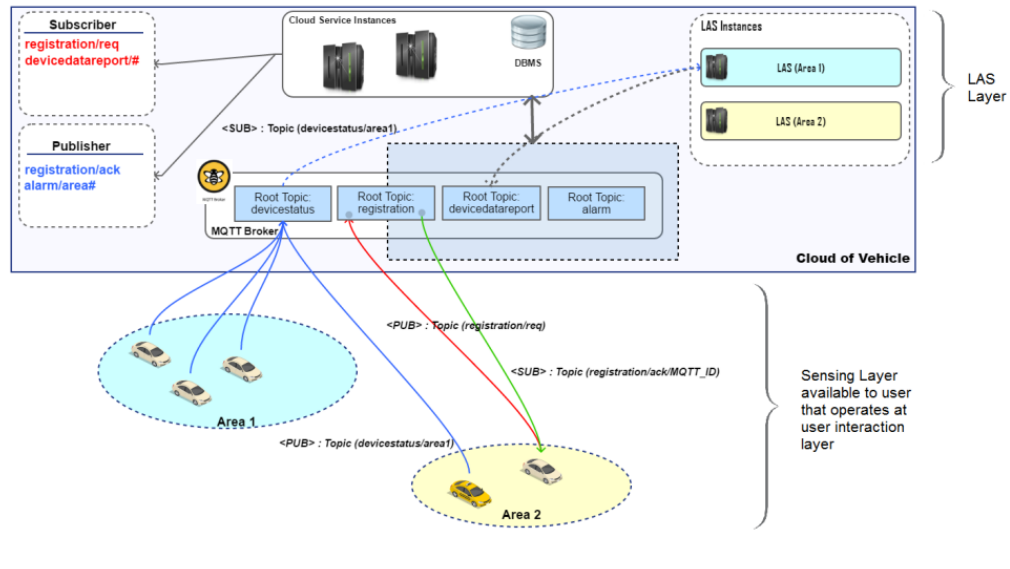 Subscriber
registration/req
devicedatareport/#
Publisher
registration/ack
alarm/area#
Cloud Service Instances
DBMS
LAS Instances
LAS (Area 1)
LAS (Area 2)
LAS
Layer
<SUB> : Topic (devicestatus/area1)
MQTT Broker
Root Topic:
devicestatus
Root Topic:
registration
Root Topic:
devicedatareport
Root Topic:
alarm
MQTT Broker
Cloud of Vehicle
<PUB> : Topic (registration/req)
<SUB> : Topic (registration/ack/MQTT_ID)
Area 1
<PUB> : Topic (devicestatus/area1)
Area 2
Sensing Layer
available to user
that operates at
user interaction
layer